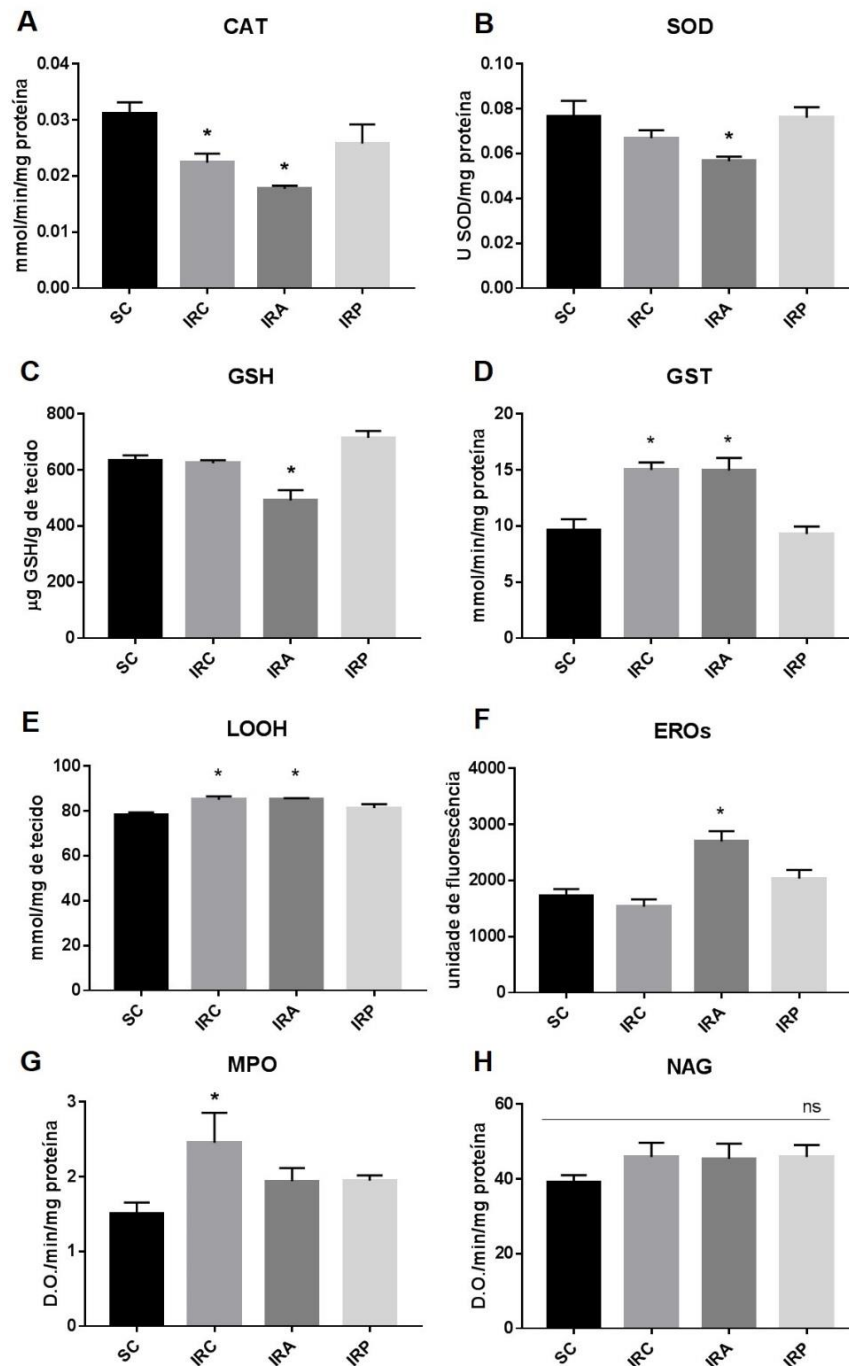 A
CAT
mmol/min/mg proteína
0.04
0.03
0.02
0.01
0.00
*
*
SC
IRC
IRA
IRP
B
SOD
U SOD/mg proteína
0.10
0.08
0.06
0.04
0.02
0.00
*
SC
IRC
IRA
IRP
C
GSH
µg GSH/g de tecido
800
600
400
200
0
*
SC
IRC
IRA
IRP
D
GST
mmol/min/mg proteína
20
15
10
5
0
*
*
SC
IRC
IRA
IRP
E
LOOH
mmol/mg de tecido
100
80
60
40
20
0
*
*
SC
IRC
IRA
IRP
F
EROs
unidade de fluorescência
4000
3000
2000
1000
0
*
SC
IRC
IRA
IRP
G
MPO
D.O./min/mg proteína
3
2
1
0
*
SC
IRC
IRA
IRP
H
NAG
D.O./min/mg proteína
60
40
20
0
ns
SC
IRC
IRA
IRP